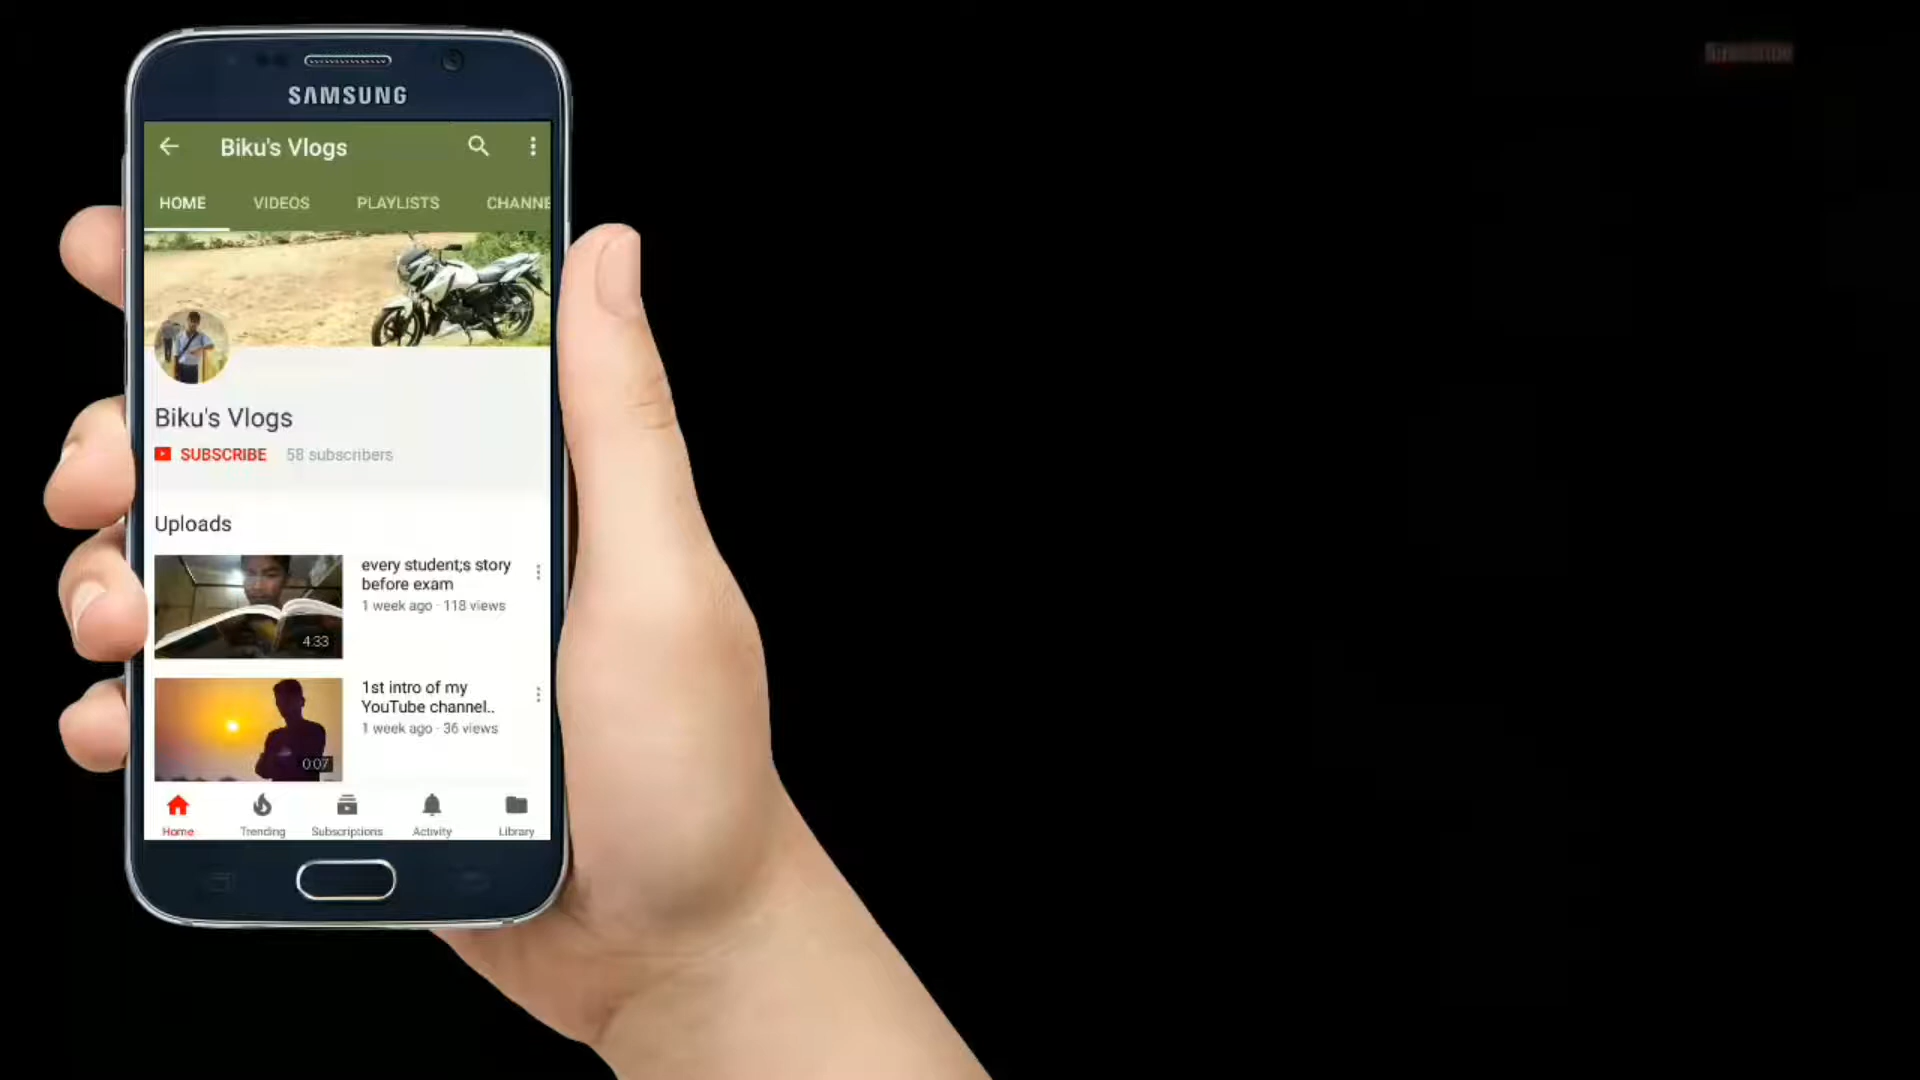 SAMSUNG
Biku's Vlogs
HOME VIDEOS PLAYLISTS CHANNE
Biku's Vlogs
SUBSCRIBE 58 subscribers
Uploads
every student;s story
before exam
1 week ago · 118 views
4:33
1st intro of my
YouTube channel..
1 week ago · 36 views
0:07
Home Trending Subscriptions Activity Library